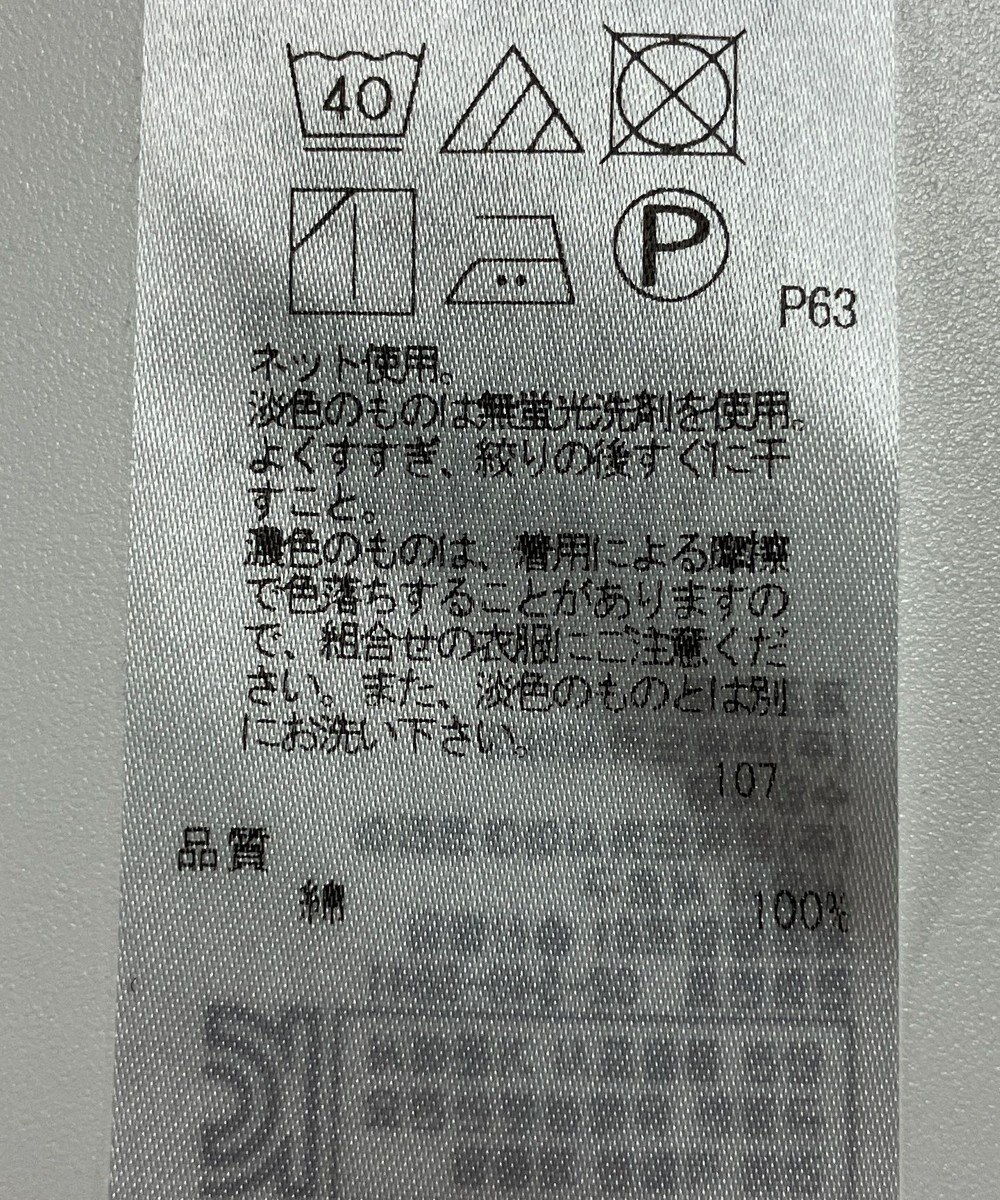 40
P
P63
ネット使用。
淡色のものは無蛍光洗剤を使用。
よくすすぎ、絞りの後すぐに干
すこと。
濃色のものは、着用による摩擦
で色落ちすることがありますの
で、組合せの衣服にご注意くだ
さい。また、淡色のものとは別
にお洗い下さい。
107
品質
綿 100%